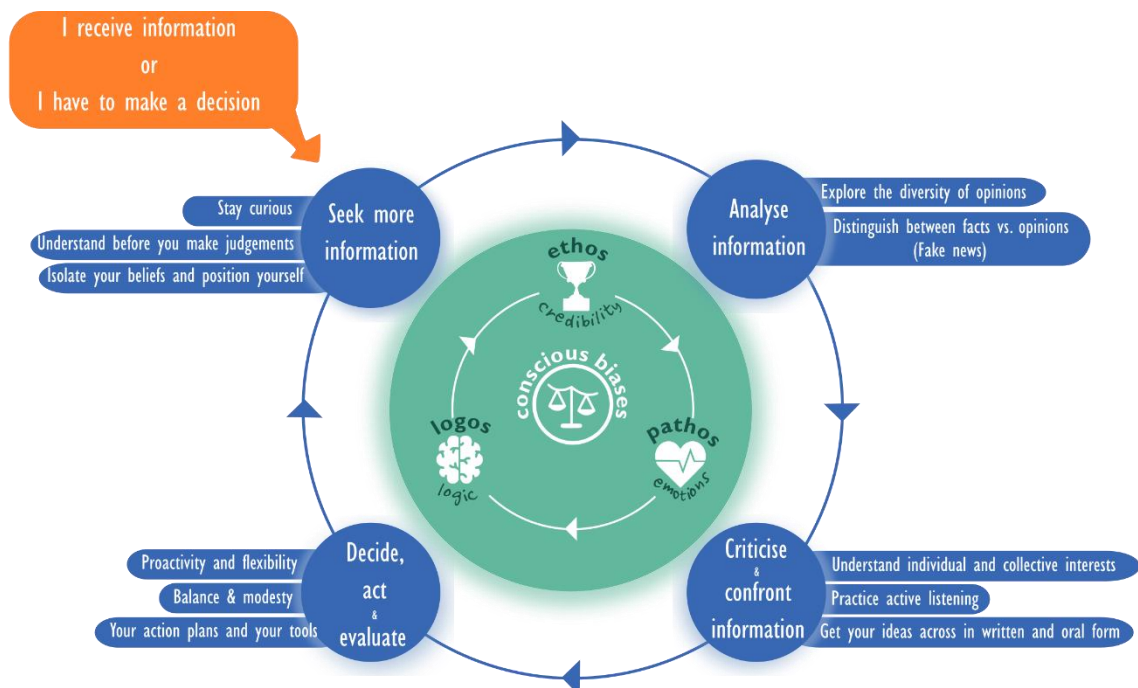 I receive information
or
I have to make a decision
Seek more
information
Stay curious
Understand before you make judgements
Isolate your beliefs and position yourself
Analyse
information
Explore the diversity of opinions
Distinguish between facts vs. opinions
(Fake news)
ethos
credibility
conscious biases
logos
logic
pathos
emotions
Criticise
&
confront
information
Understand individual and collective interests
Practice active listening
Get your ideas across in written and oral form
Decide,
act
&
evaluate
Proactivity and flexibility
Balance & modesty
Your action plans and your tools